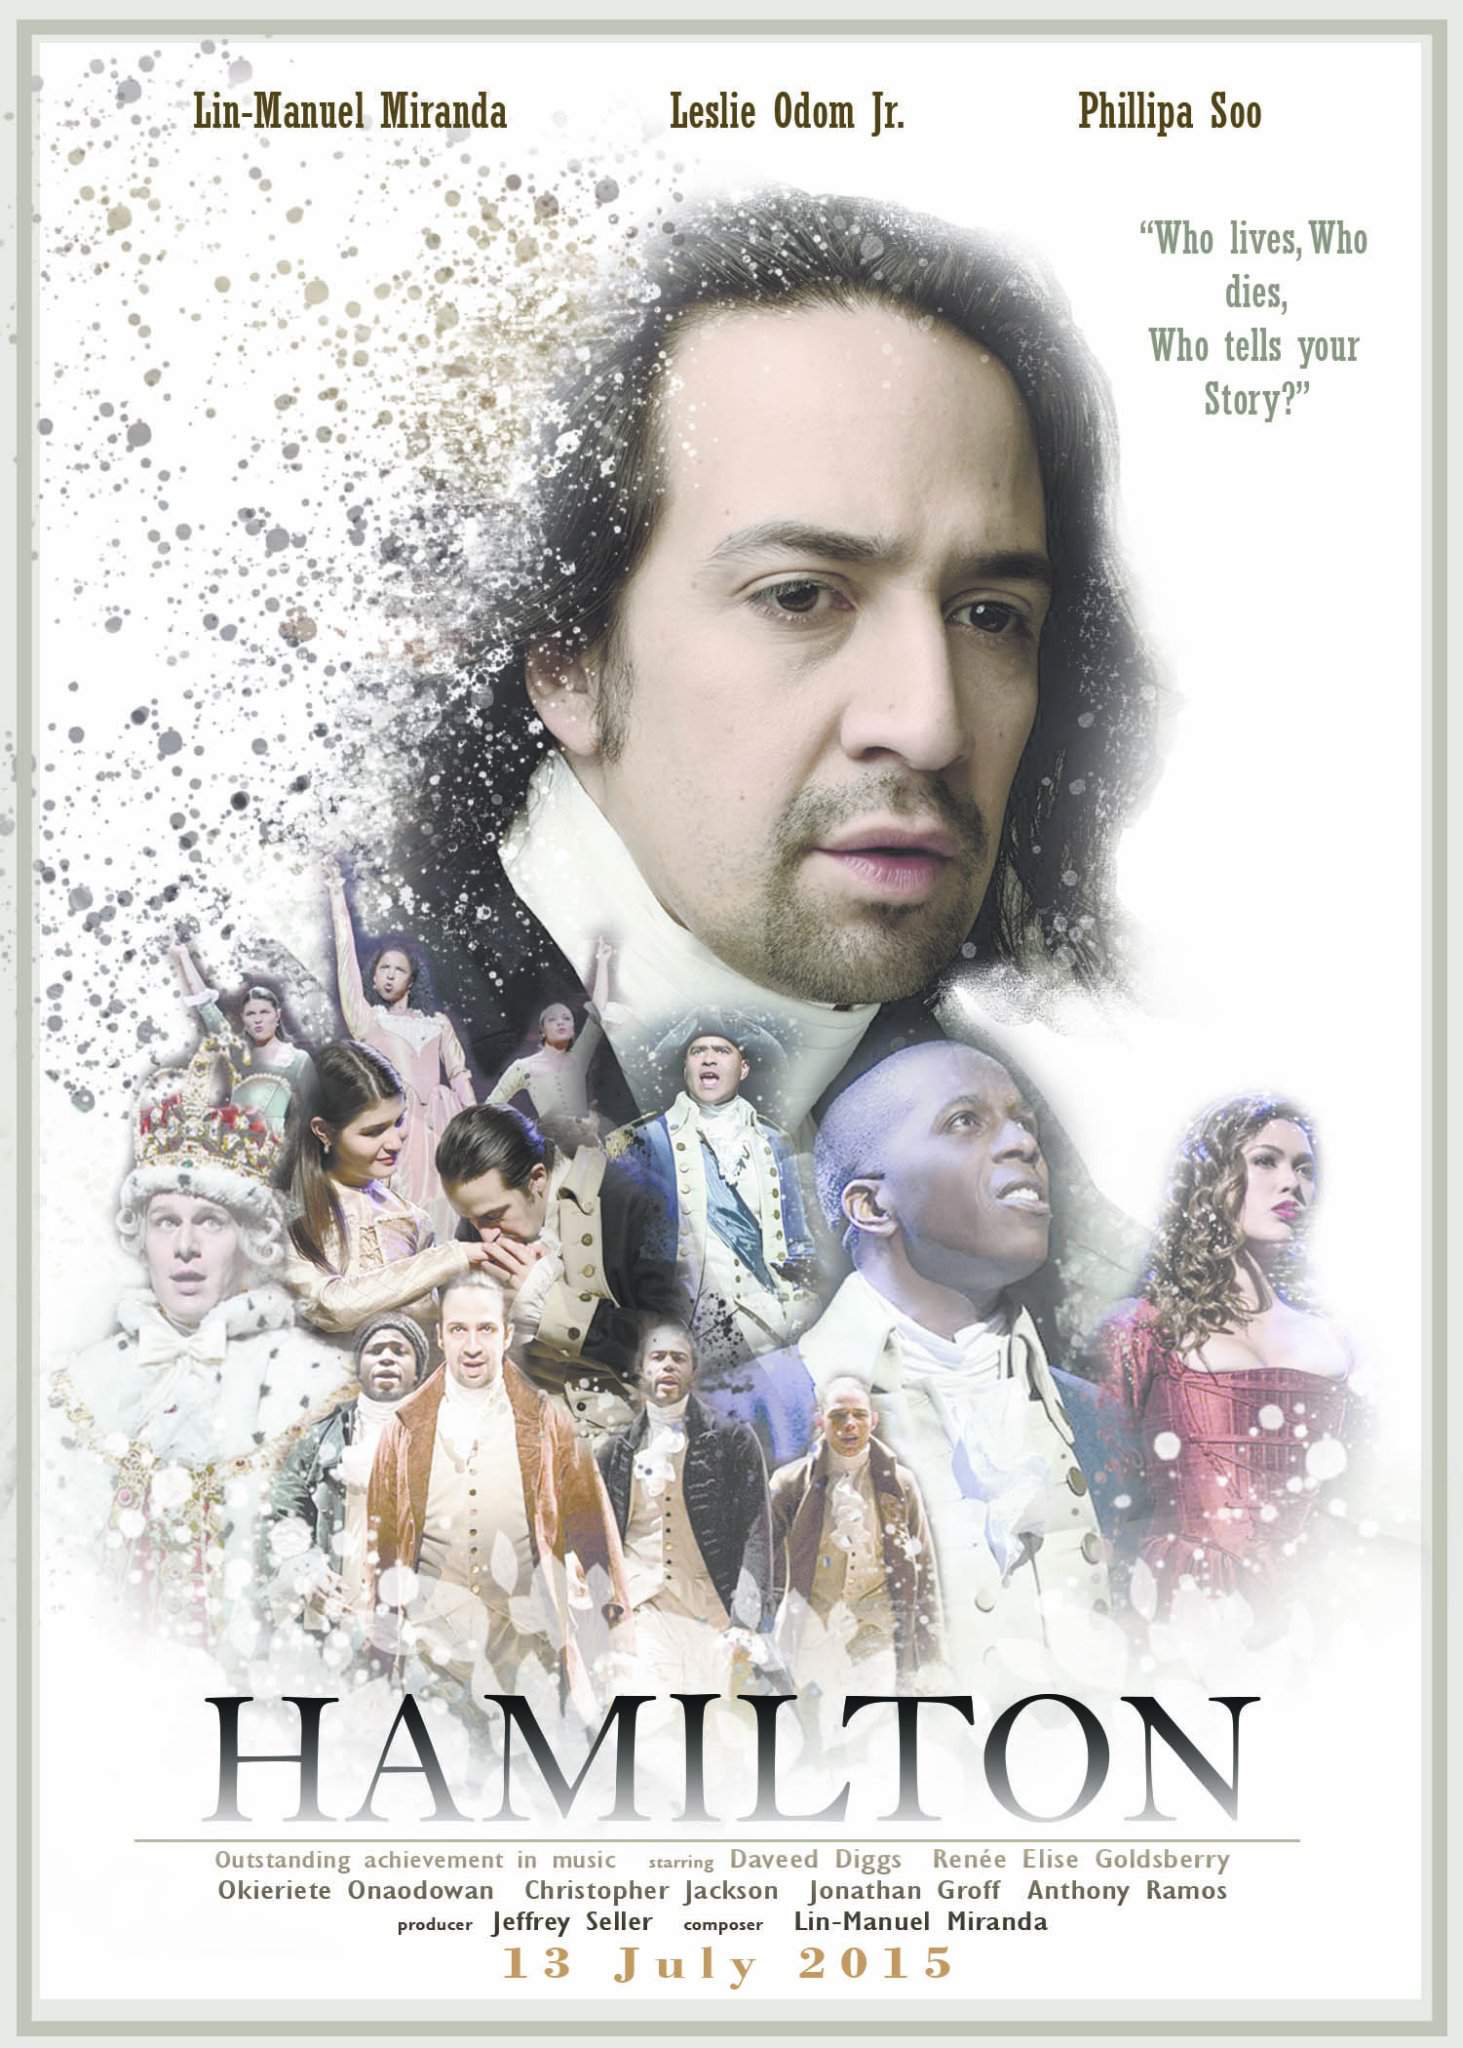 Lin-Manuel Miranda Leslie Odom Jr. Phillipa Soo
“Who lives, Who
dies,
Who tells your
Story?”
HAMILTON
Outstanding achievement in music starring Daveed Diggs Renée Elise Goldsberry
Okieriete Onaodowan Christopher Jackson Jonathan Groff Anthony Ramos
producer Jeffrey Seller composer Lin-Manuel Miranda
13 July 2015